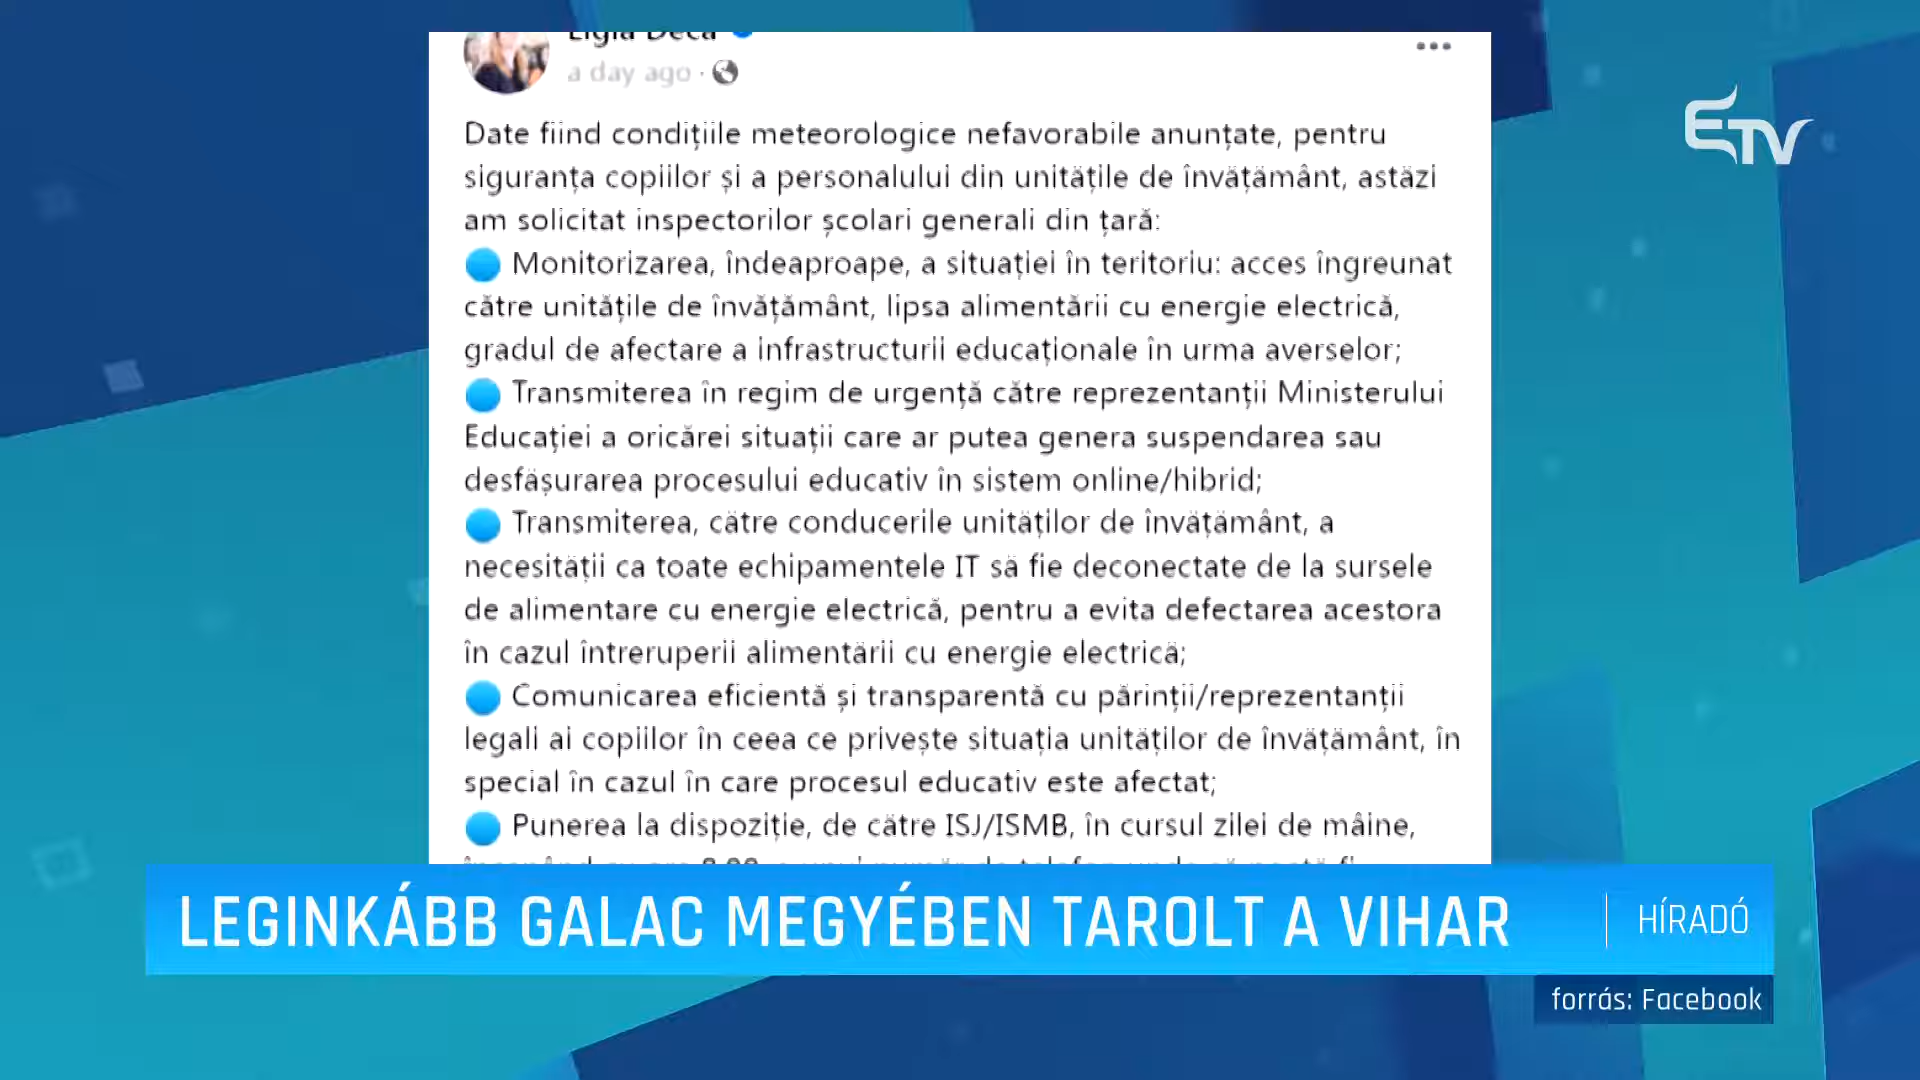 Ligia Deca
a day ago ·
ETV
Date fiind condițiile meteorologice nefavorabile anunțate, pentru
siguranța copiilor și a personalului din unitățile de învățământ, astăzi
am solicitat inspectorilor școlari generali din țară:
Monitorizarea, îndeaproape, a situației în teritoriu: acces îngreunat
către unitățile de învățământ, lipsa alimentării cu energie electrică,
gradul de afectare a infrastructurii educaționale în urma averselor;
Transmiterea în regim de urgență către reprezentanții Ministerului
Educației a oricărei situații care ar putea genera suspendarea sau
desfășurarea procesului educativ în sistem online/hibrid;
Transmiterea, către conducerile unităților de învățământ, a
necesității ca toate echipamentele IT să fie deconectate de la sursele
de alimentare cu energie electrică, pentru a evita defectarea acestora
în cazul întreruperii alimentării cu energie electrică;
Comunicarea eficientă și transparentă cu părinții/reprezentanții
legali ai copiilor în ceea ce privește situația unităților de învățământ, în
special în cazul în care procesul educativ este afectat;
Punerea la dispoziție, de către ISJ/ISMB, în cursul zilei de mâine,
LEGINKÁBB GALAC MEGYÉBEN TAROLT A VIHAR
HÍRADÓ
forrás: Facebook